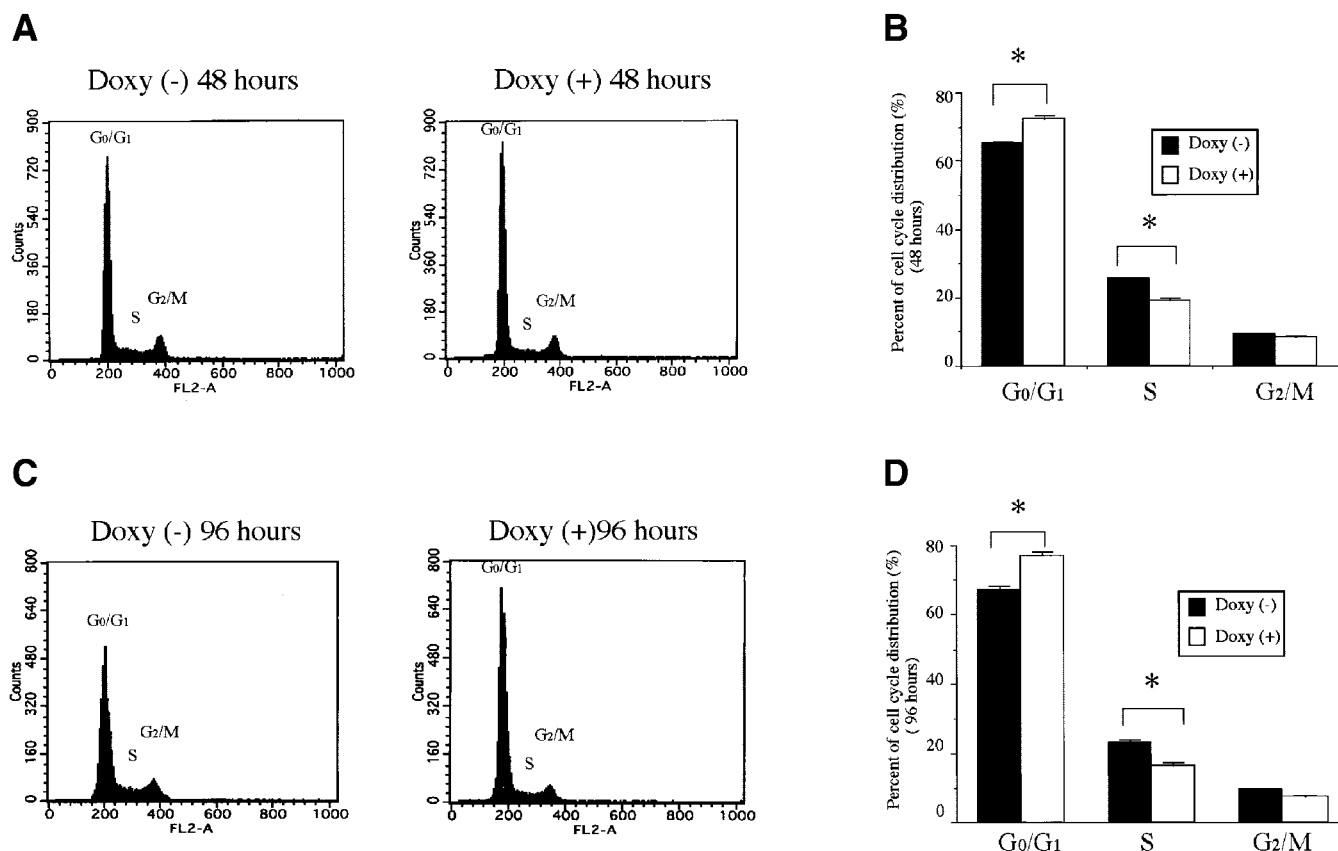 A
Doxy (-) 48 hours
900
720
540
360
180
0
Counts
G0/G1
S
G2/M
0 200 400 600 800 1000
FL2-A
Doxy (+) 48 hours
900
720
540
360
180
0
Counts
G0/G1
S
G2/M
0 200 400 600 800 1000
FL2-A
B
Percent of cell cycle distribution (%)
(48 hours)
80
60
40
20
0
*
*
Doxy (-)
Doxy (+)
G0/G1 S G2/M
C
Doxy (-) 96 hours
800
640
480
320
160
0
Counts
G0/G1
S
G2/M
0 200 400 600 800 1000
FL2-A
Doxy (+)96 hours
800
640
480
320
160
0
Counts
G0/G1
S
G2/M
0 200 400 600 800 1000
FL2-A
D
Percent of cell cycle distribution (%)
( 96 hours)
80
60
40
20
0
*
*
Doxy (-)
Doxy (+)
G0/G1 S G2/M